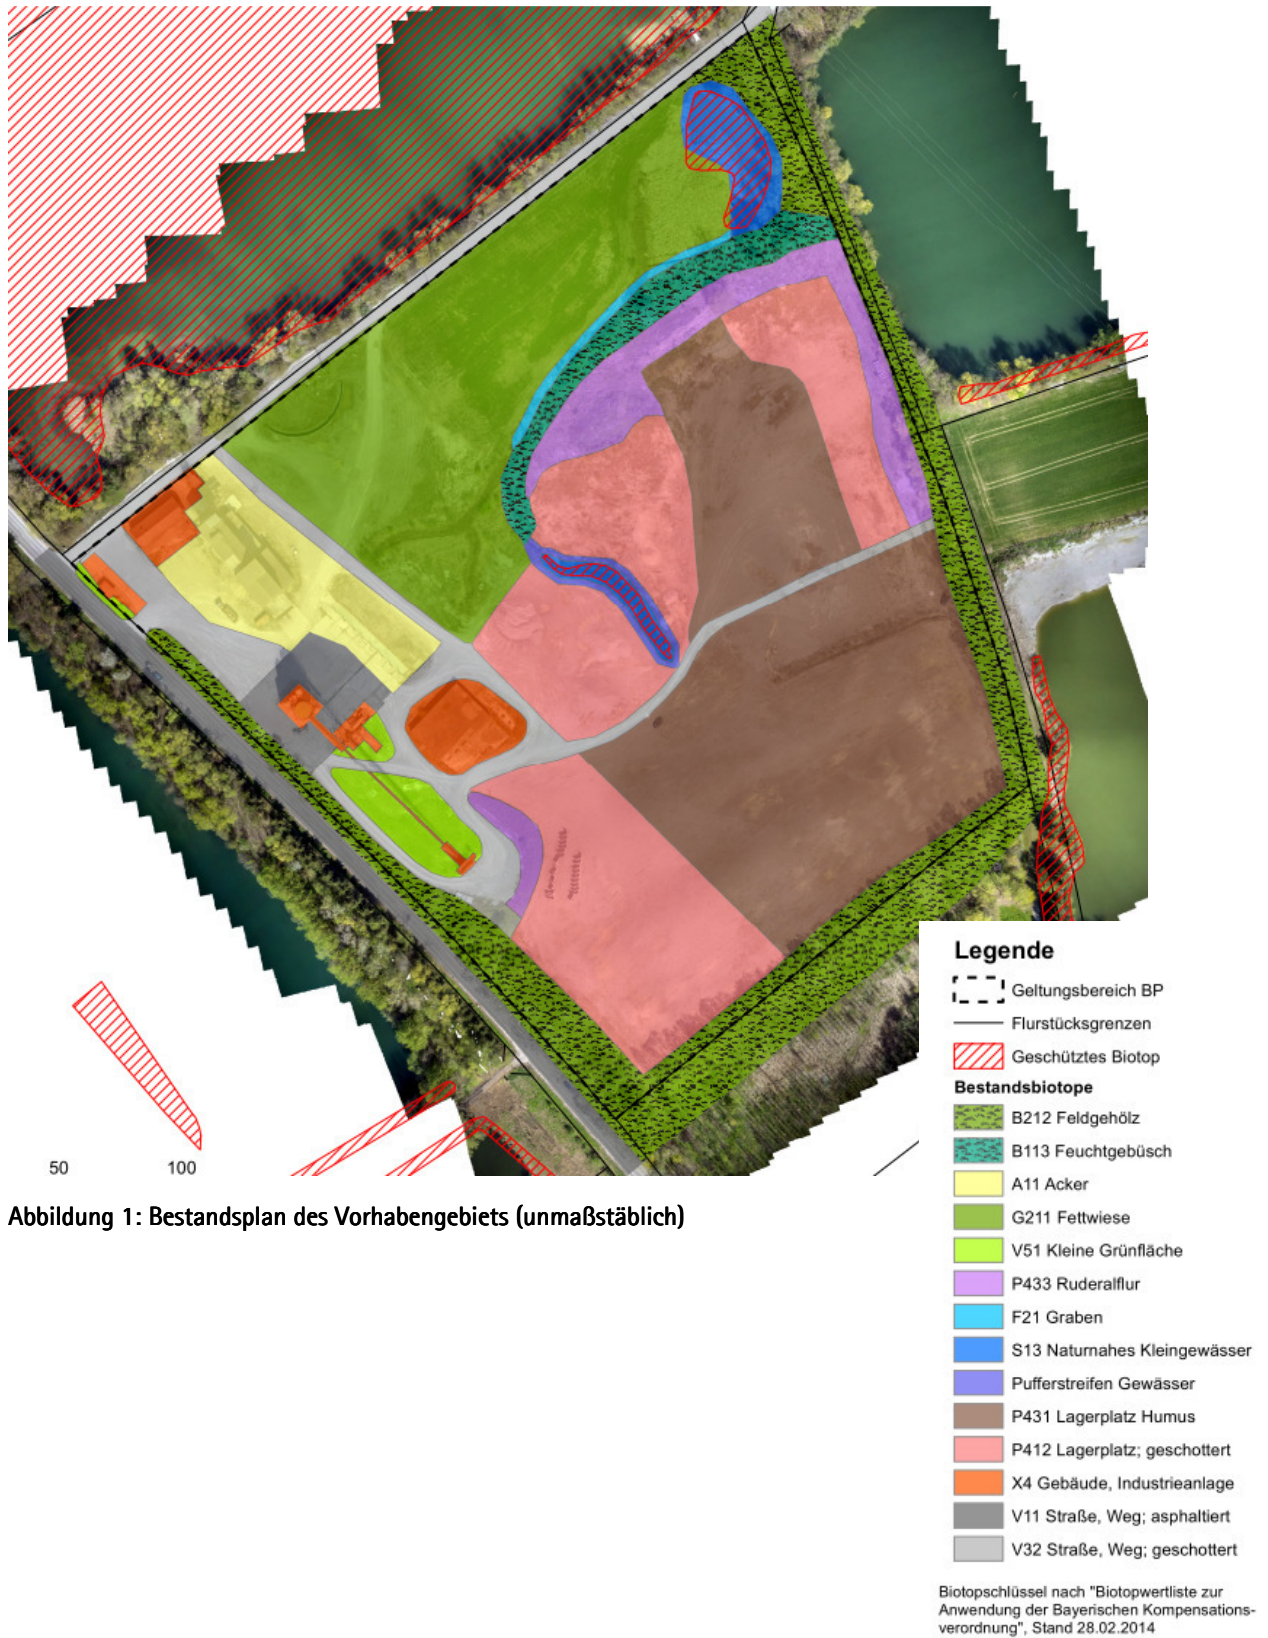 50 100
Abbildung 1: Bestandsplan des Vorhabengebiets (unmaßstäblich)
Legende
Geltungsbereich BP
Flurstücksgrenzen
Geschütztes Biotop
Bestandsbiotope
B212 Feldgehölz
B113 Feuchtgebüsch
A11 Acker
G211 Fettwiese
V51 Kleine Grünfläche
P433 Ruderalflur
F21 Graben
S13 Naturnahes Kleingewässer
Pufferstreifen Gewässer
P431 Lagerplatz Humus
P412 Lagerplatz; geschottert
X4 Gebäude, Industrieanlage
V11 Straße, Weg; asphaltiert
V32 Straße, Weg; geschottert
Biotopschlüssel nach "Biotopwertliste zur
Anwendung der Bayerischen Kompensations-
verordnung", Stand 28.02.2014